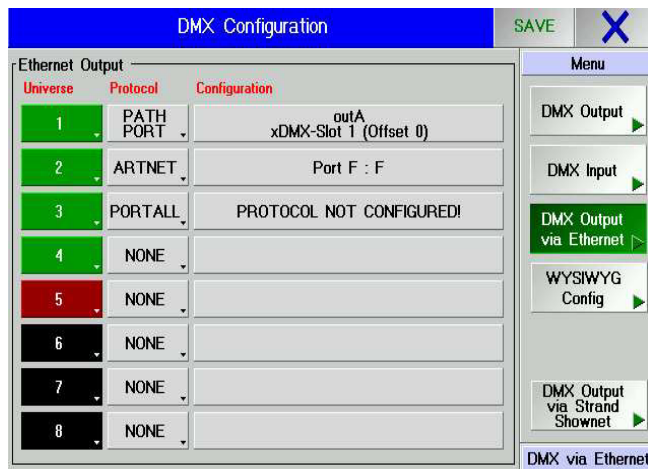 DMX Configuration
SAVE
Ethernet Output
Universe Protocol Configuration
1 PATH PORT outA
xDMX-Slot 1 (Offset 0)
2 ARTNET Port F : F
3 PORTALL PROTOCOL NOT CONFIGURED!
4 NONE
5 NONE
6 NONE
7 NONE
8 NONE
Menu
DMX Output
DMX Input
DMX Output
via Ethernet
WYSIWYG
Config
DMX Output
via Strand
Shownet
DMX via Ethernet